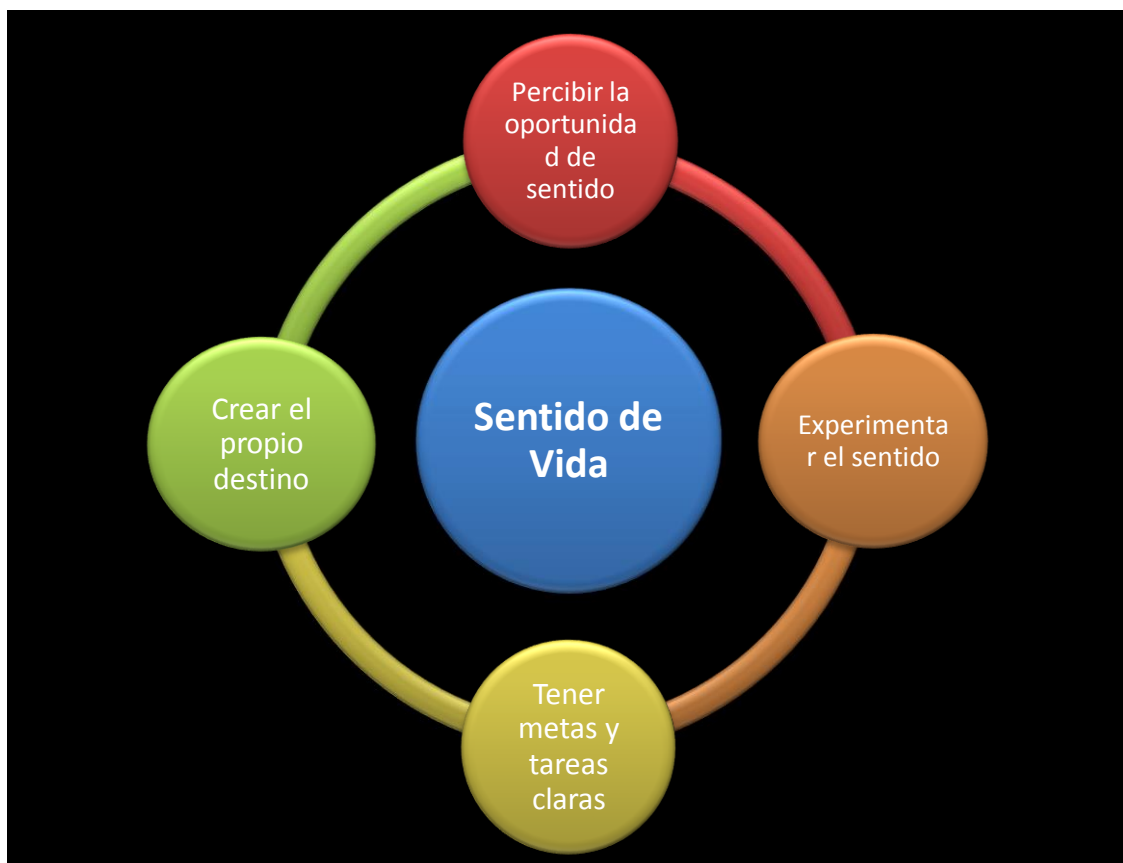 Percibir la
oportunida
d de
sentido
Crear el
propio
destino
Sentido de
Vida
Experimenta
r el sentido
Tener
metas y
tareas
claras